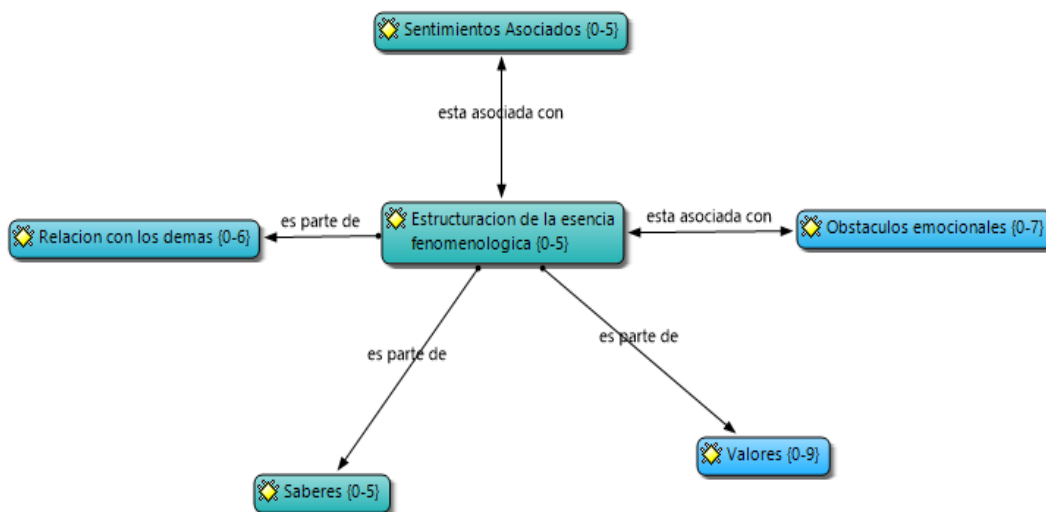 Sentimientos Asociados {0-5}
esta asociada con
es parte de
Estructuracion de la esencia
fenomenologica {0-5}
esta asociada con
Relacion con los demas {0-6}
Obstaculos emocionales {0-7}
es parte de
es parte de
Valores {0-9}
Saberes {0-5}